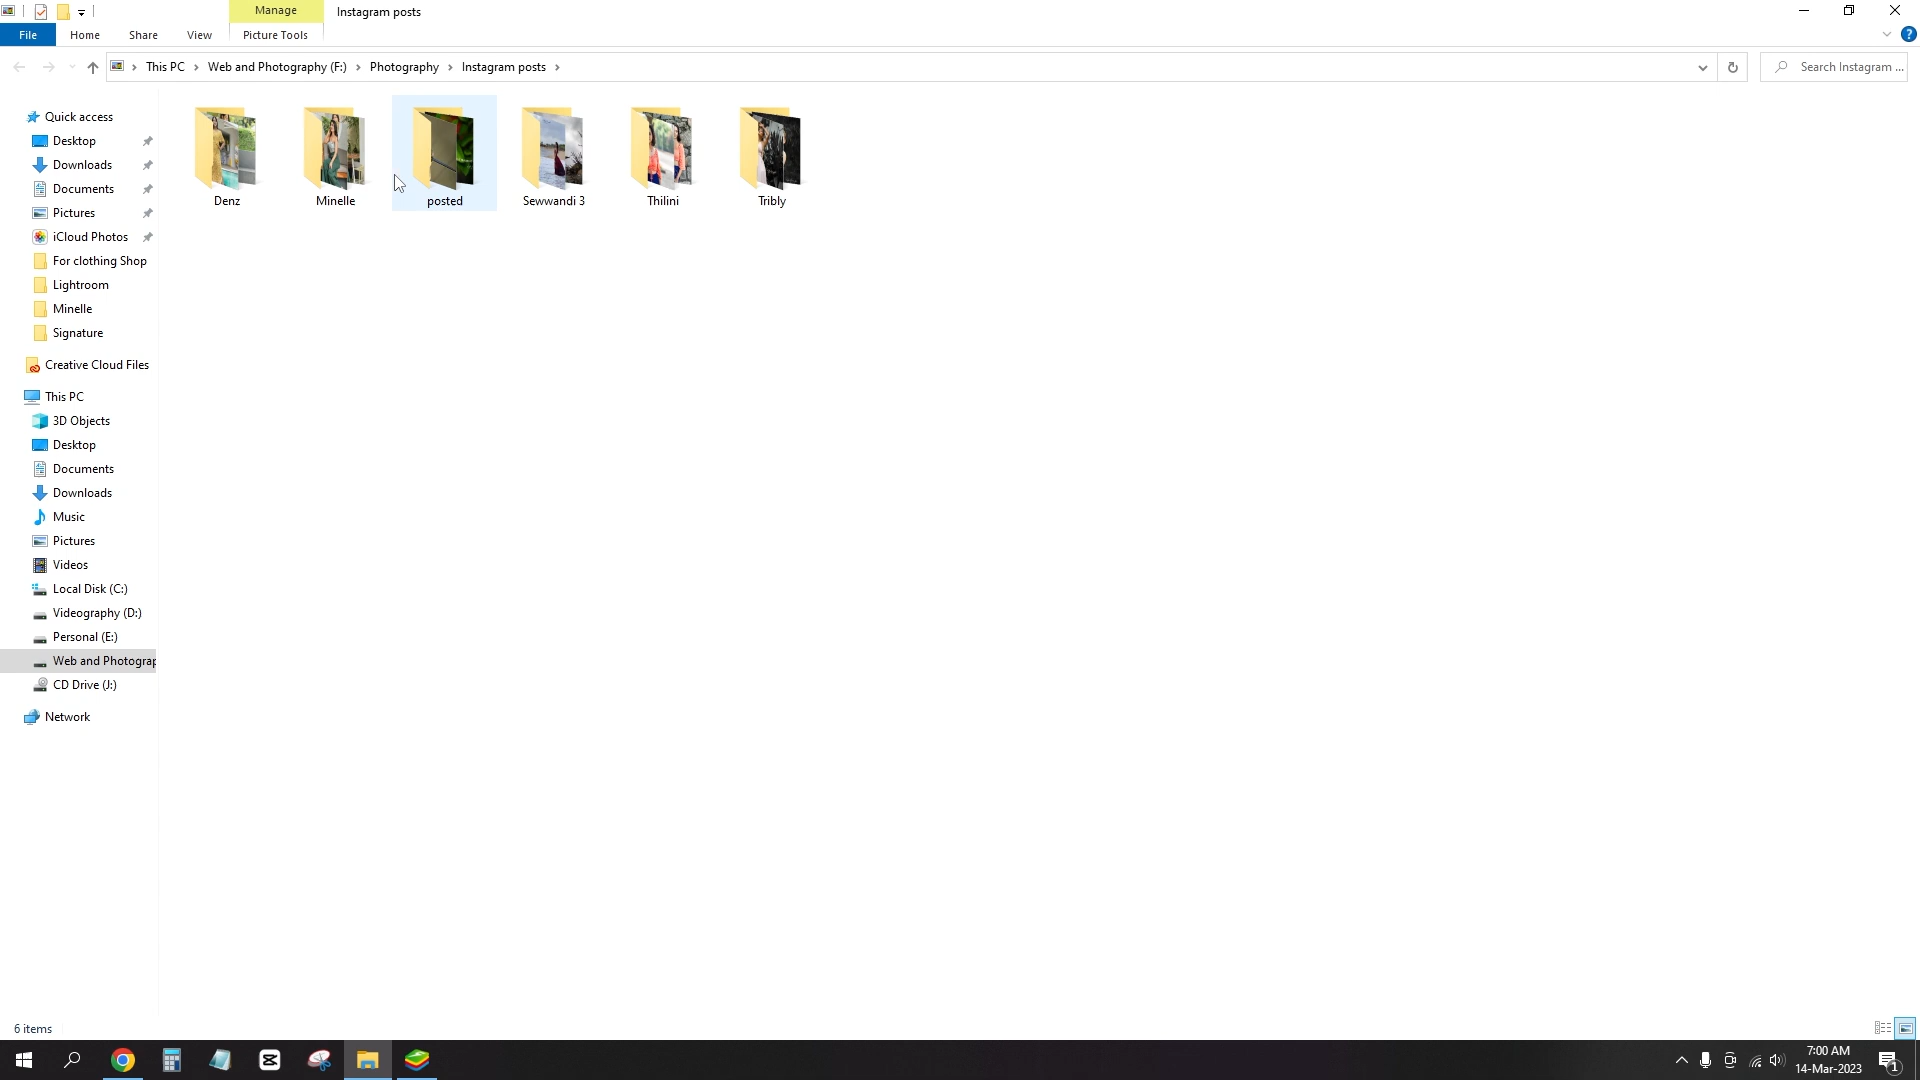 Manage
Instagram posts
File
Home
Share
View
Picture Tools
This PC
Web and Photography (F:)
Photography
Instagram posts
Search Instagram ...
Quick access
Desktop
Downloads
Documents
Pictures
iCloud Photos
For clothing Shop
Lightroom
Minelle
Signature
Creative Cloud Files
This PC
3D Objects
Desktop
Documents
Downloads
Music
Pictures
Videos
Local Disk (C:)
Videography (D:)
Personal (E:)
Web and Photograp
CD Drive (J:)
Network
Denz
Minelle
posted
Sewwandi 3
Thilini
Tribly
6 items
7:00 AM
14-Mar-2023
1